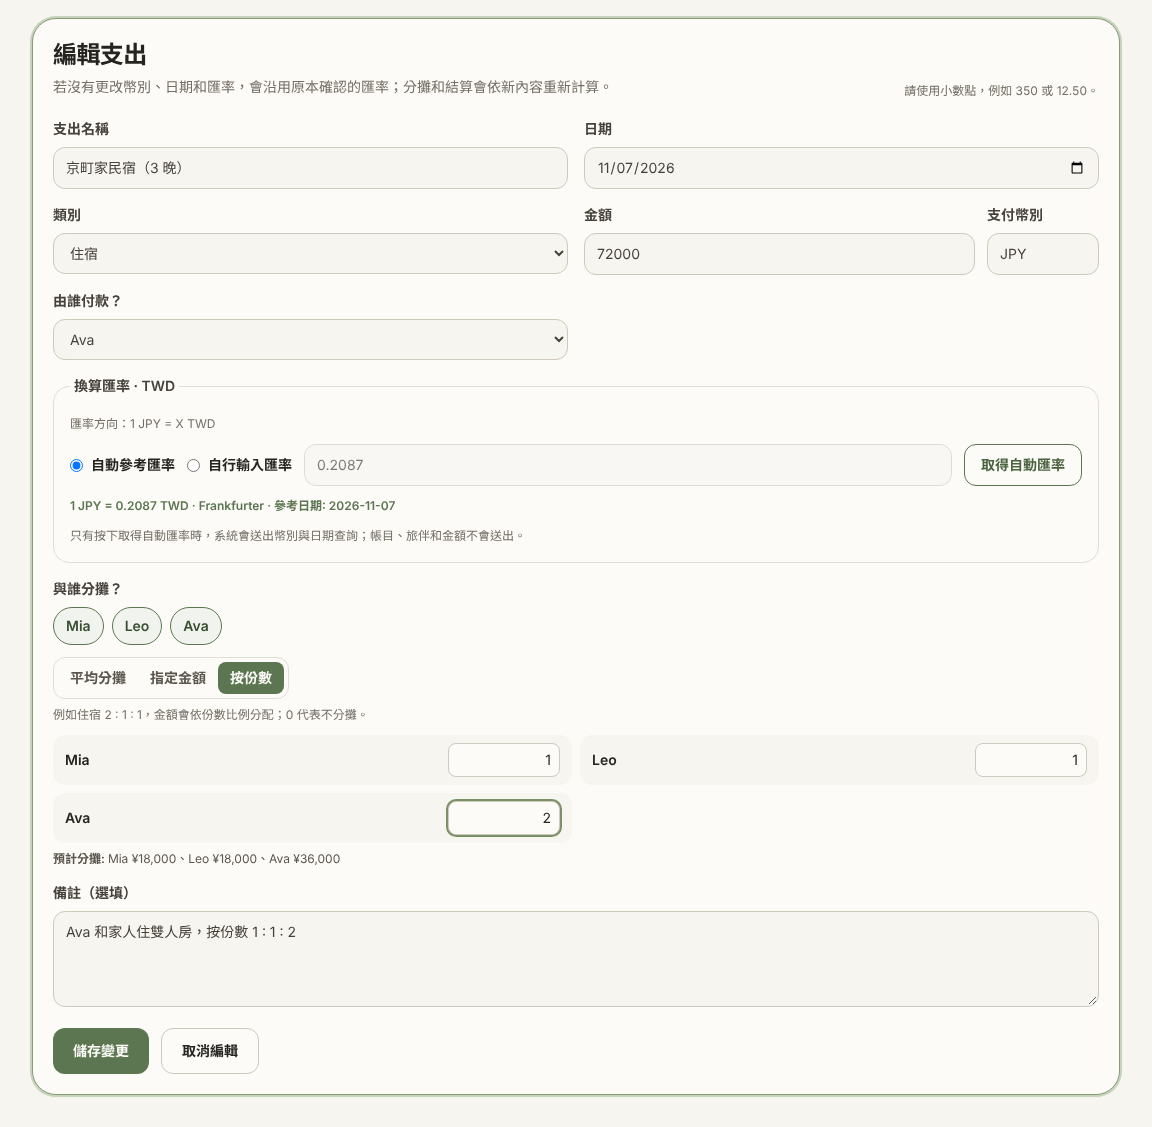 編輯支出
若沒有更改幣別、日期和匯率，會沿用原本確認的匯率；分攤和結算會依新內容重新計算。
請使用小數點，例如 350 或 12.50。
支出名稱
日期
京町家民宿（3 晚）
11/07/2026
類別
金額
支付幣別
住宿
72000
JPY
由誰付款？
Ava
換算匯率 · TWD
匯率方向：1 JPY = X TWD
自動參考匯率
自行輸入匯率
0.2087
取得自動匯率
1 JPY = 0.2087 TWD · Frankfurter · 參考日期: 2026-11-07
只有按下取得自動匯率時，系統會送出幣別與日期查詢；帳目、旅伴和金額不會送出。
與誰分攤？
Mia
Leo
Ava
平均分攤
指定金額
按份數
例如住宿 2 : 1 : 1，金額會依份數比例分配；0 代表不分攤。
Mia
1
Leo
1
Ava
2
預計分攤: Mia ¥18,000、Leo ¥18,000、Ava ¥36,000
備註（選填）
Ava 和家人住雙人房，按份數 1 : 1 : 2
儲存變更
取消編輯